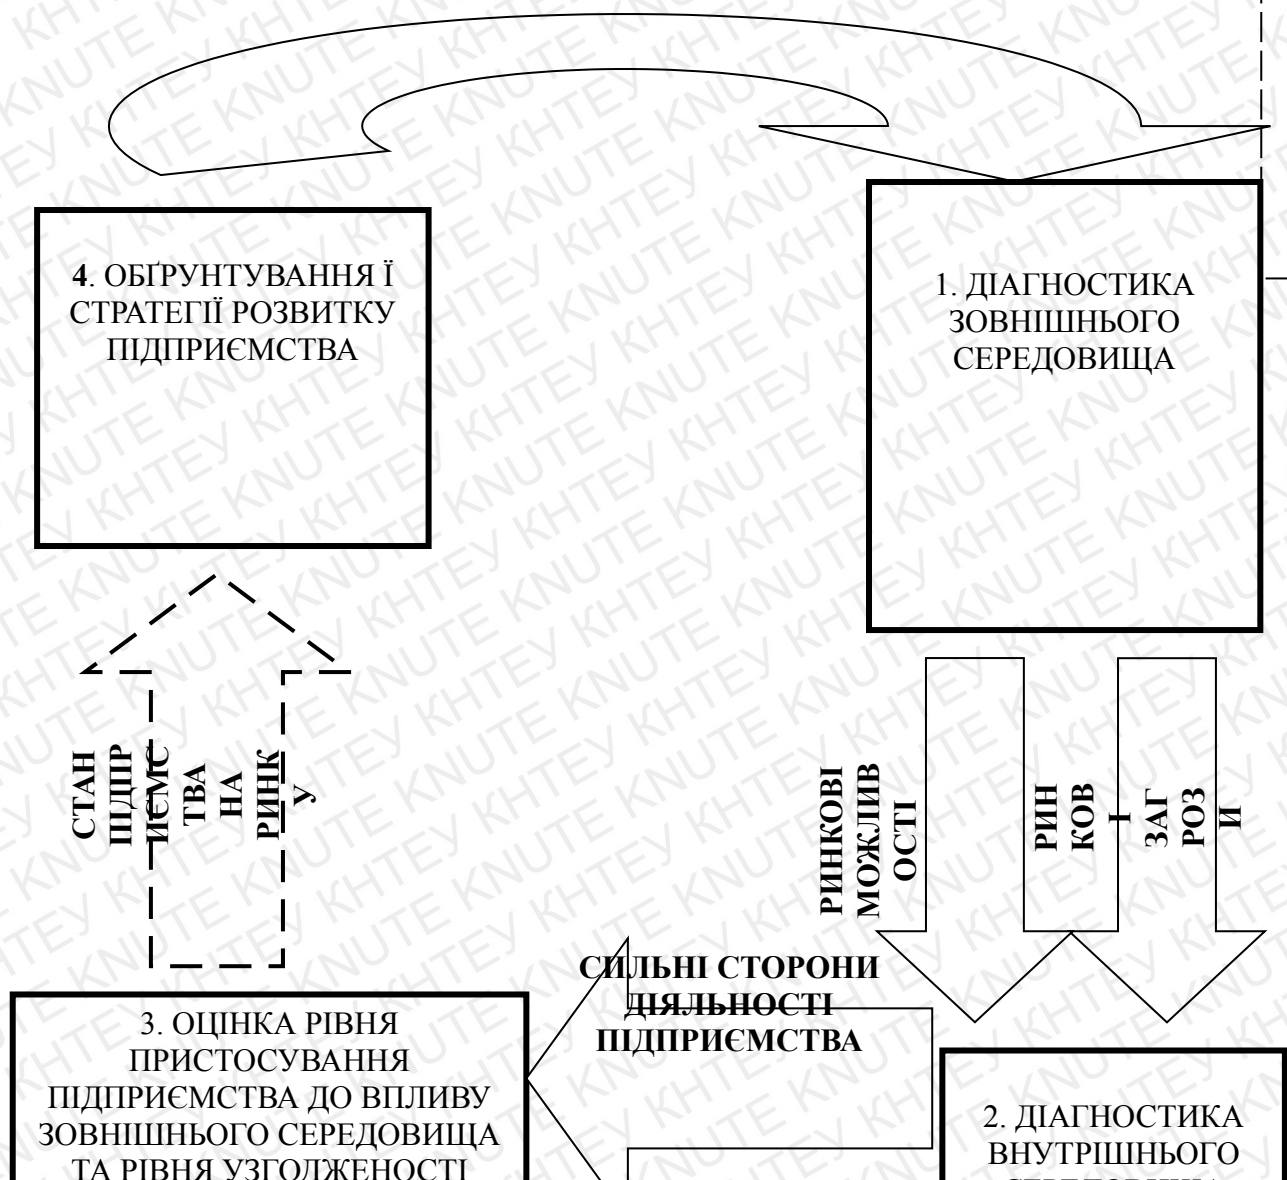 4. ОБҐРУНТУВАННЯ Ї
СТРАТЕГІЇ РОЗВИТКУ
ПІДПРИЄМСТВА
1. ДІАГНОСТИКА
ЗОВНІШНЬОГО
СЕРЕДОВИЩА
СТАН
ПІДПР
ИЄМС
ТВА
НА
РИНК
У
РИНКОВІ
МОЖЛИВ
ОСТІ
РИН
КОВ
І
ЗАГ
РОЗ
И
СИЛЬНІ СТОРОНИ
ДІЯЛЬНОСТІ
ПІДПРИЄМСТВА
3. ОЦІНКА РІВНЯ
ПРИСТОСУВАННЯ
ПІДПРИЄМСТВА ДО ВПЛИВУ
ЗОВНІШНЬОГО СЕРЕДОВИЩА
ТА РІВНЯ УЗГОДЖЕНОСТІ
2. ДІАГНОСТИКА
ВНУТРІШНЬОГО